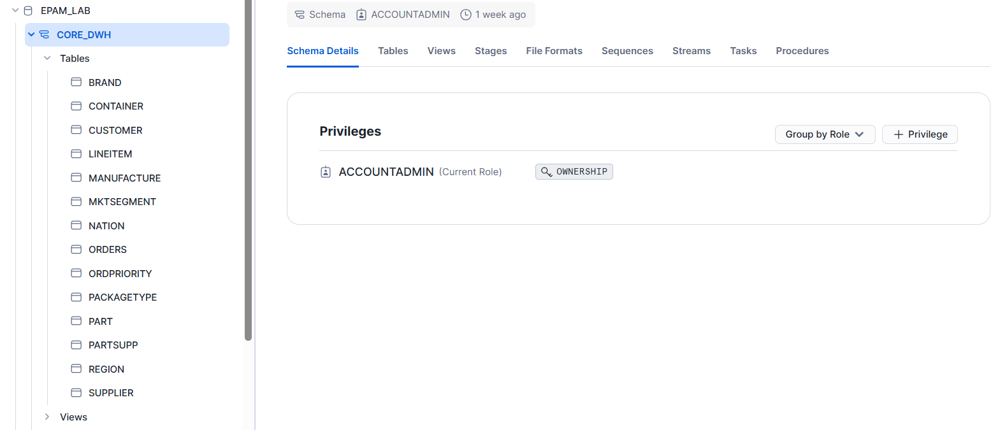 EPAM_LAB
CORE_DWH
Tables
BRAND
CONTAINER
CUSTOMER
LINEITEM
MANUFACTURE
MKTSEGMENT
NATION
ORDERS
ORDPRIORITY
PACKAGETYPE
PART
PARTSUPP
REGION
SUPPLIER
Views
Schema ACCOUNTADMIN 1 week ago
Schema Details Tables Views Stages File Formats Sequences Streams Tasks Procedures
Privileges Group by Role + Privilege
ACCOUNTADMIN (Current Role) OWNERSHIP